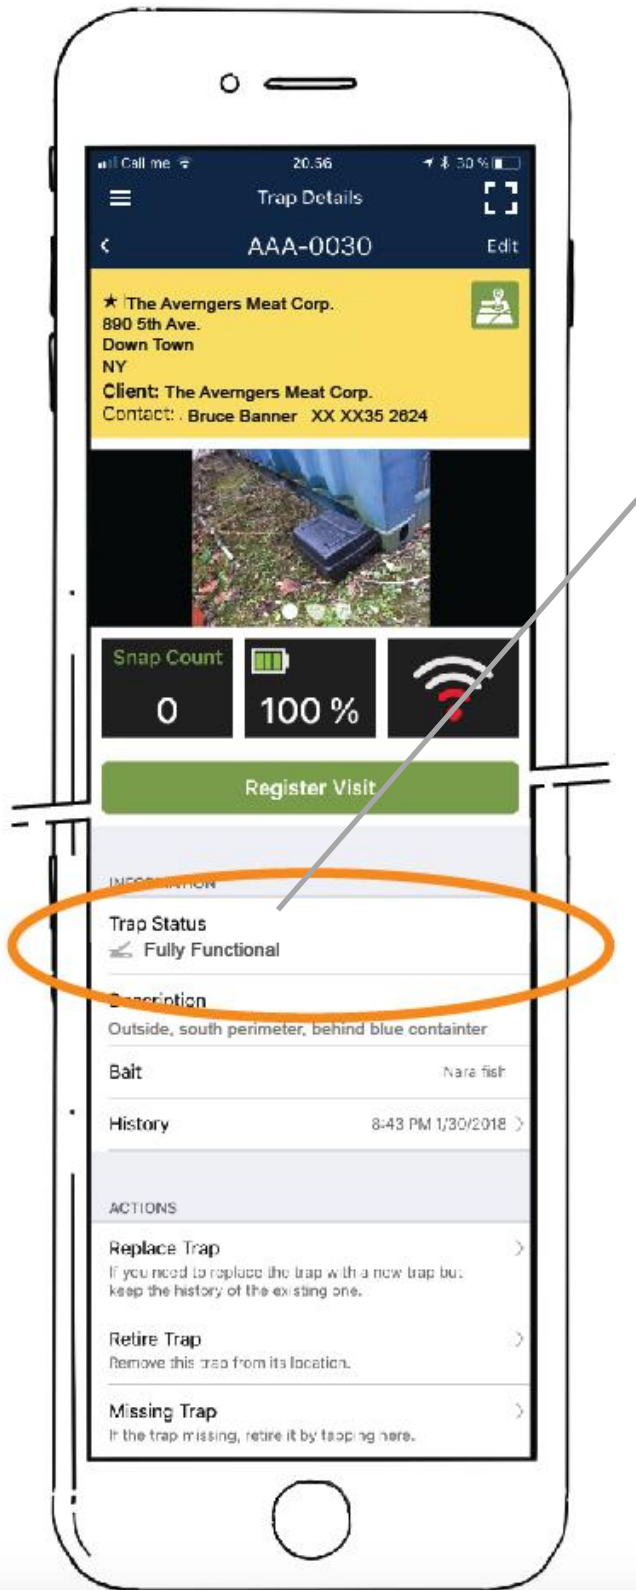 Call me 20.56 30 %
Trap Details
AAA-0030 Edit
The Averngers Meat Corp.
890 5th Ave.
Down Town
NY
Client: The Averngers Meat Corp.
Contact: . Bruce Banner XX XX35 2624
Snap Count
0
100 %
Register Visit
INFORMATION
Trap Status
Fully Functional
Description
Outside, south perimeter, behind blue containter
Bait Nara fish
History 8:43 PM 1/30/2018
ACTIONS
Replace Trap
If you need to replace the trap with a new trap but
keep the history of the existing one.
Retire Trap
Remove this trap from its location.
Missing Trap
If the trap missing, retire it by tapping here.